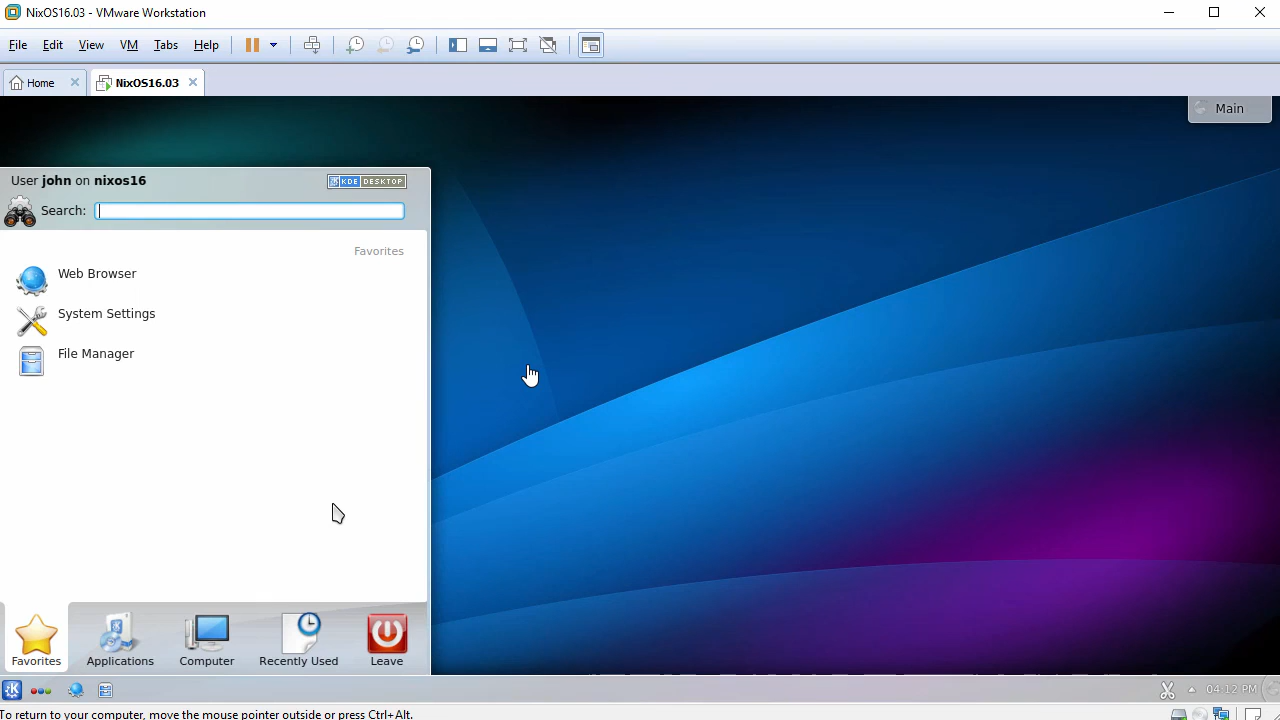 NixOS16.03 - VMware Workstation
File Edit View VM Tabs Help
Home NixOS16.03
Main
User john on nixos16
KDE DESKTOP
Search:
Favorites
Web Browser
System Settings
File Manager
Favorites Applications Computer Recently Used Leave
04:12 PM
To return to your computer, move the mouse pointer outside or press Ctrl+Alt.